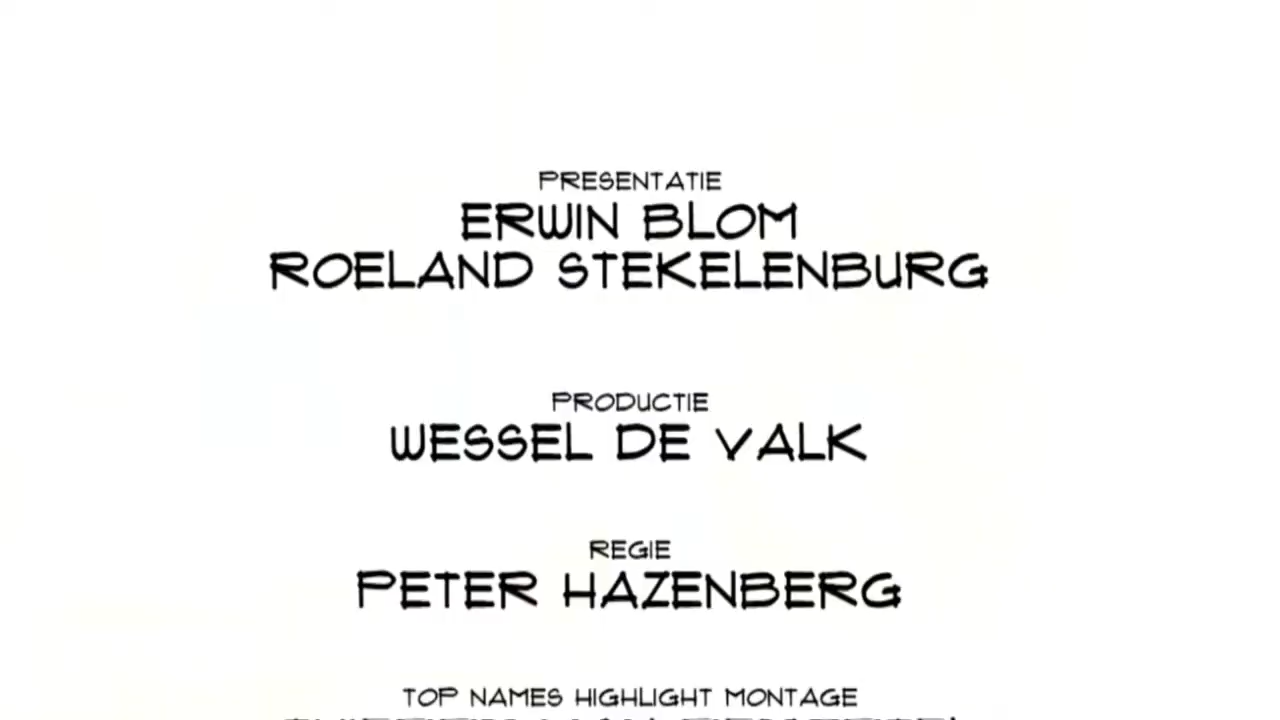 PRESENTATIE
ERWIN BLOM
ROELAND STEKELENBURG
PRODUCTIE
WESSEL DE VALK
REGIE
PETER HAZENBERG
TOP NAMES HIGHLIGHT MONTAGE